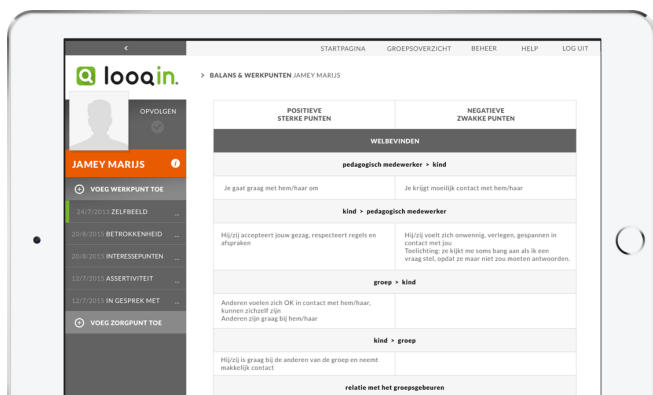 <
STARTPAGINA GROEPSOVERZICHT BEHEER HELP LOG UIT
looqin.
> BALANS & WERKPUNTEN JAMEY MARIJS
OPVOLGEN
JAMEY MARIJS i
VOEG WERKPUNT TOE
24/7/2015 ZELFBEELD ...
20/8/2015 BETROKKENHEID ...
20/8/2015 INTERESSEPUNTEN ...
12/7/2015 ASSERTIVITEIT ...
12/7/2015 IN GESPREK MET ...
VOEG ZORGPUNT TOE
POSITIEVE
STERKE PUNTEN
NEGATIEVE
ZWAKKE PUNTEN
WELBEVINDEN
pedagogisch medewerker > kind
Je gaat graag met hem/haar om
Je krijgt moeilijk contact met hem/haar
kind > pedagogisch medewerker
Hij/zij accepteert jouw gezag, respecteert regels en
afspraken
Hij/zij voelt zich onwennig, verlegen, gespannen in
contact met jou
Toelichting: ze kijkt me soms bang aan als ik een
vraag stel, opdat ze maar niet zou moeten antwoorden.
groep > kind
Anderen voelen zich OK in contact met hem/haar,
kunnen zichzelf zijn
Anderen zijn graag bij hem/haar
kind > groep
Hij/zij is graag bij de anderen van de groep en neemt
makkelijk contact
relatie met het groepsgebeuren